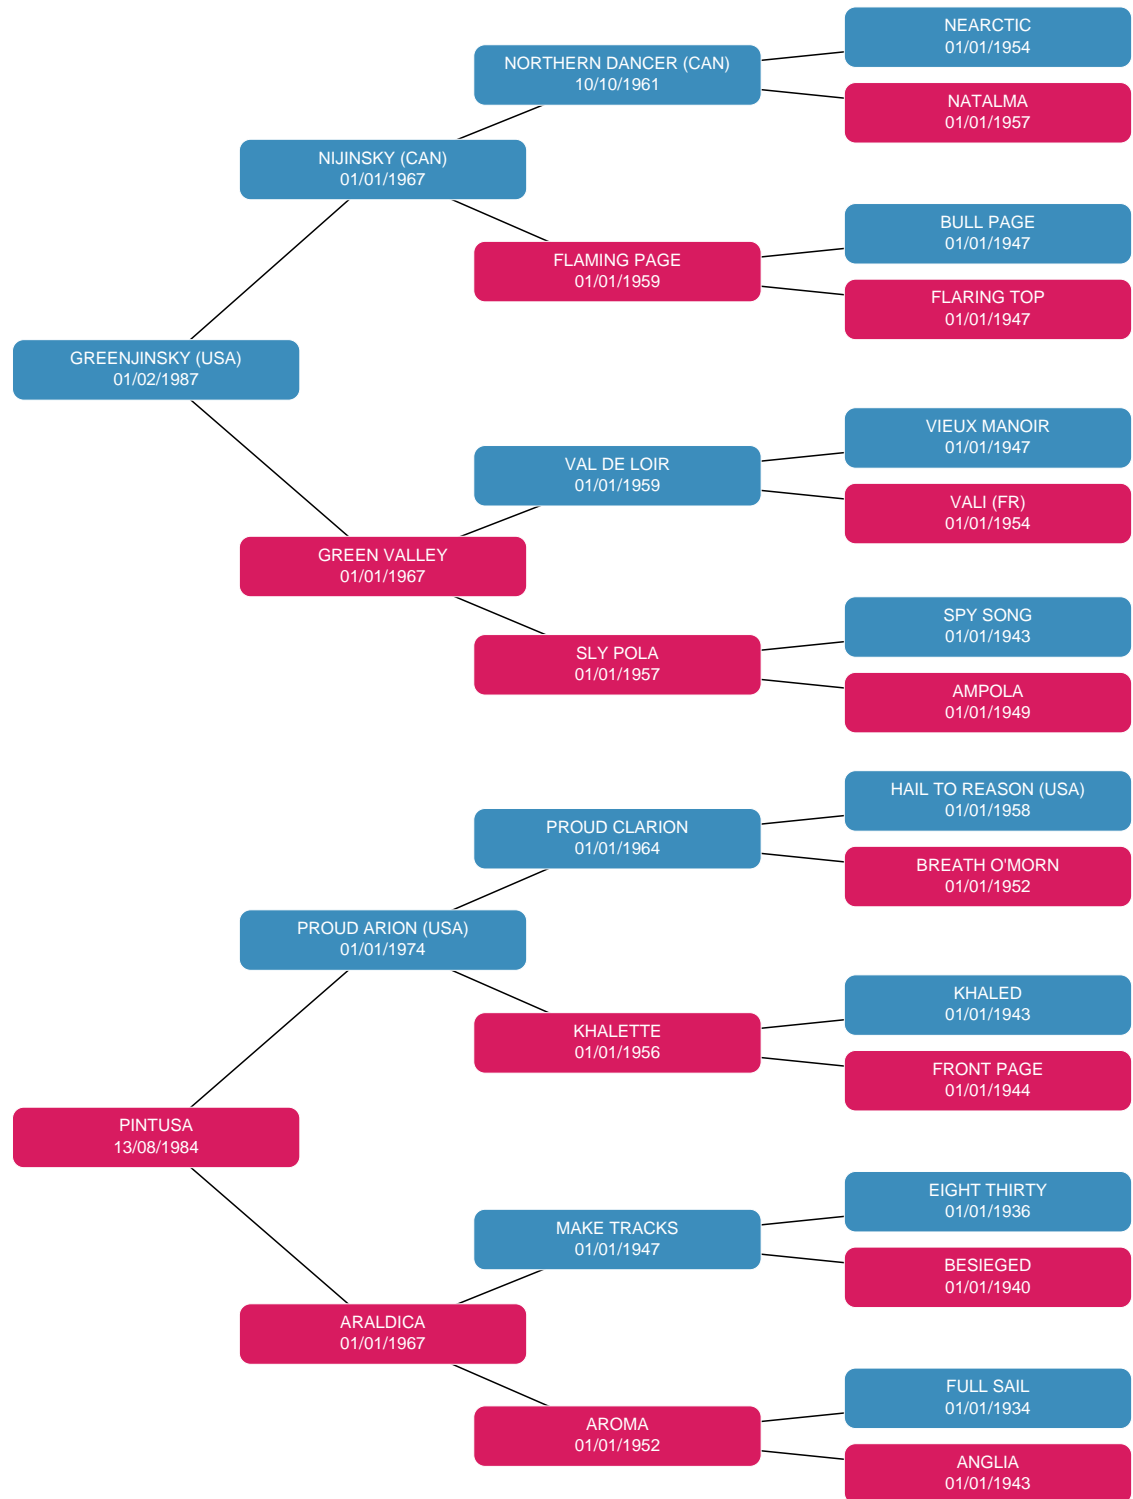 NEARCTIC
01/01/1954
NORTHERN DANCER (CAN)
10/10/1961
NATALMA
01/01/1957
NIJINSKY (CAN)
01/01/1967
BULL PAGE
01/01/1947
FLAMING PAGE
01/01/1959
FLARING TOP
01/01/1947
GREENJINSKY (USA)
01/02/1987
VIEUX MANOIR
01/01/1947
VAL DE LOIR
01/01/1959
VALI (FR)
01/01/1954
GREEN VALLEY
01/01/1967
SPY SONG
01/01/1943
SLY POLA
01/01/1957
AMPOLA
01/01/1949
HAIL TO REASON (USA)
01/01/1958
PROUD CLARION
01/01/1964
BREATH O'MORN
01/01/1952
PROUD ARION (USA)
01/01/1974
KHALED
01/01/1943
KHALETTE
01/01/1956
FRONT PAGE
01/01/1944
PINTUSA
13/08/1984
EIGHT THIRTY
01/01/1936
MAKE TRACKS
01/01/1947
BESIEGED
01/01/1940
ARALDICA
01/01/1967
FULL SAIL
01/01/1934
AROMA
01/01/1952
ANGLIA
01/01/1943